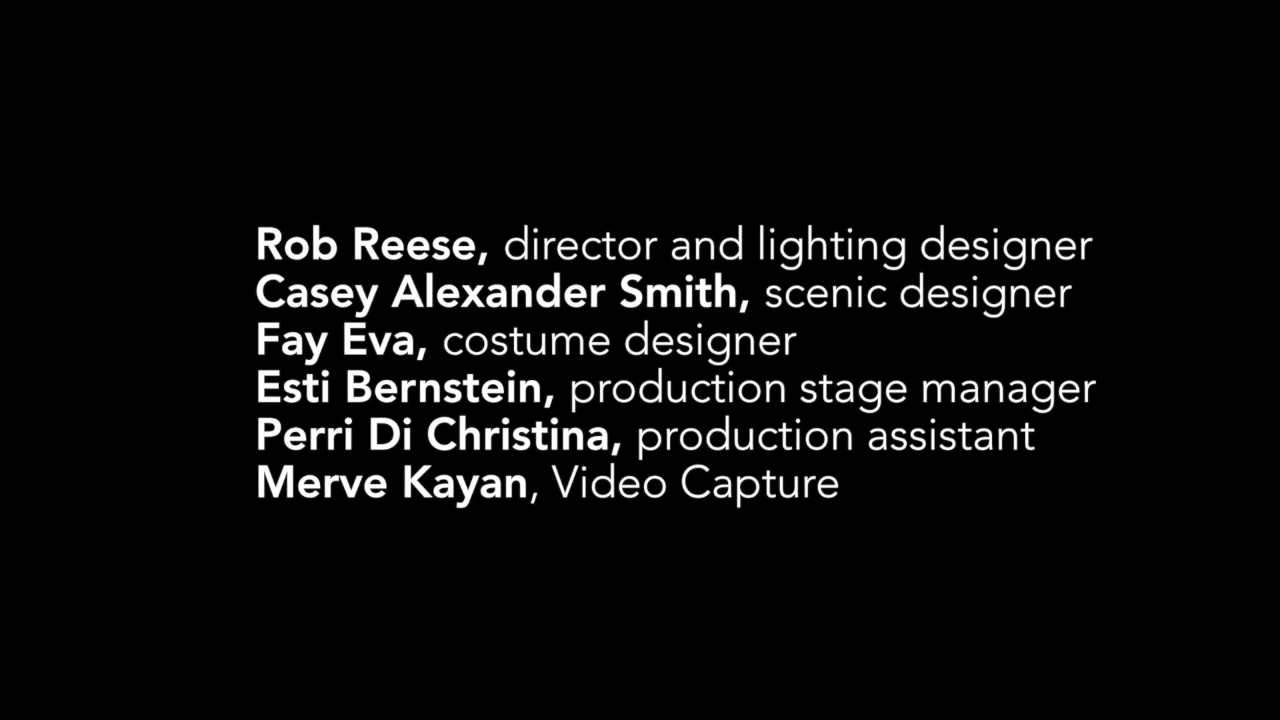 Rob Reese, director and lighting designer
Casey Alexander Smith, scenic designer
Fay Eva, costume designer
Esti Bernstein, production stage manager
Perri Di Christina, production assistant
Merve Kayan, Video Capture